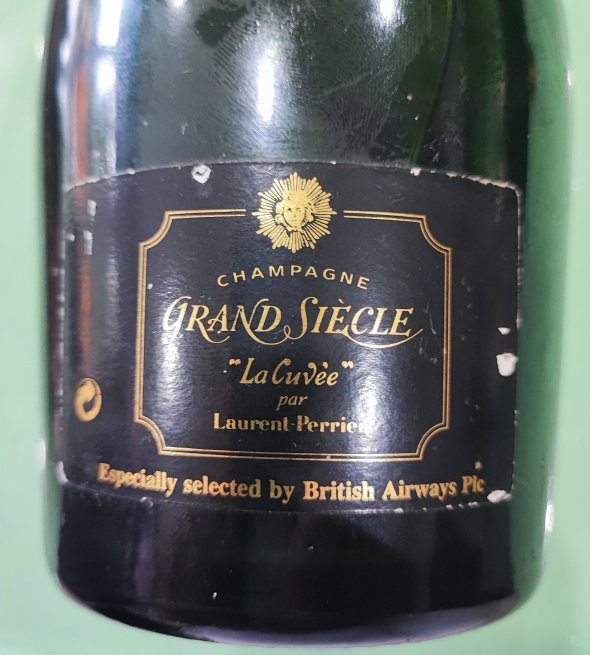 CHAMPAGNE
GRAND SIÈCLE
"La Cuvée"
par
Laurent-Perrier
Especially selected by British Airways Plc